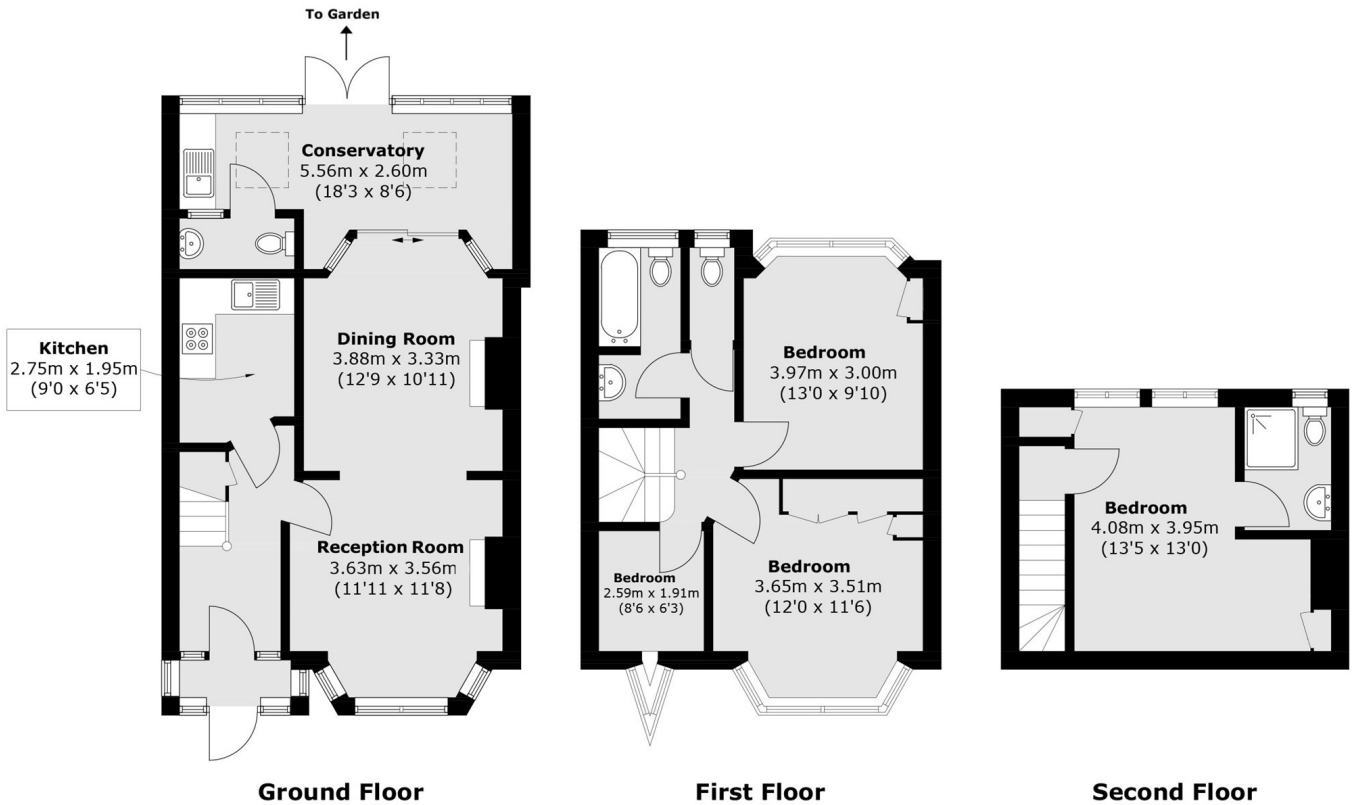 To Garden
Conservatory
5.56m x 2.60m
(18'3 x 8'6)
Kitchen
2.75m x 1.95m
(9'0 x 6'5)
Dining Room
3.88m x 3.33m
(12'9 x 10'11)
Reception Room
3.63m x 3.56m
(11'11 x 11'8)
Ground Floor
Bedroom
3.97m x 3.00m
(13'0 x 9'10)
Bedroom
2.59m x 1.91m
(8'6 x 6'3)
Bedroom
3.65m x 3.51m
(12'0 x 11'6)
First Floor
Bedroom
4.08m x 3.95m
(13'5 x 13'0)
Second Floor